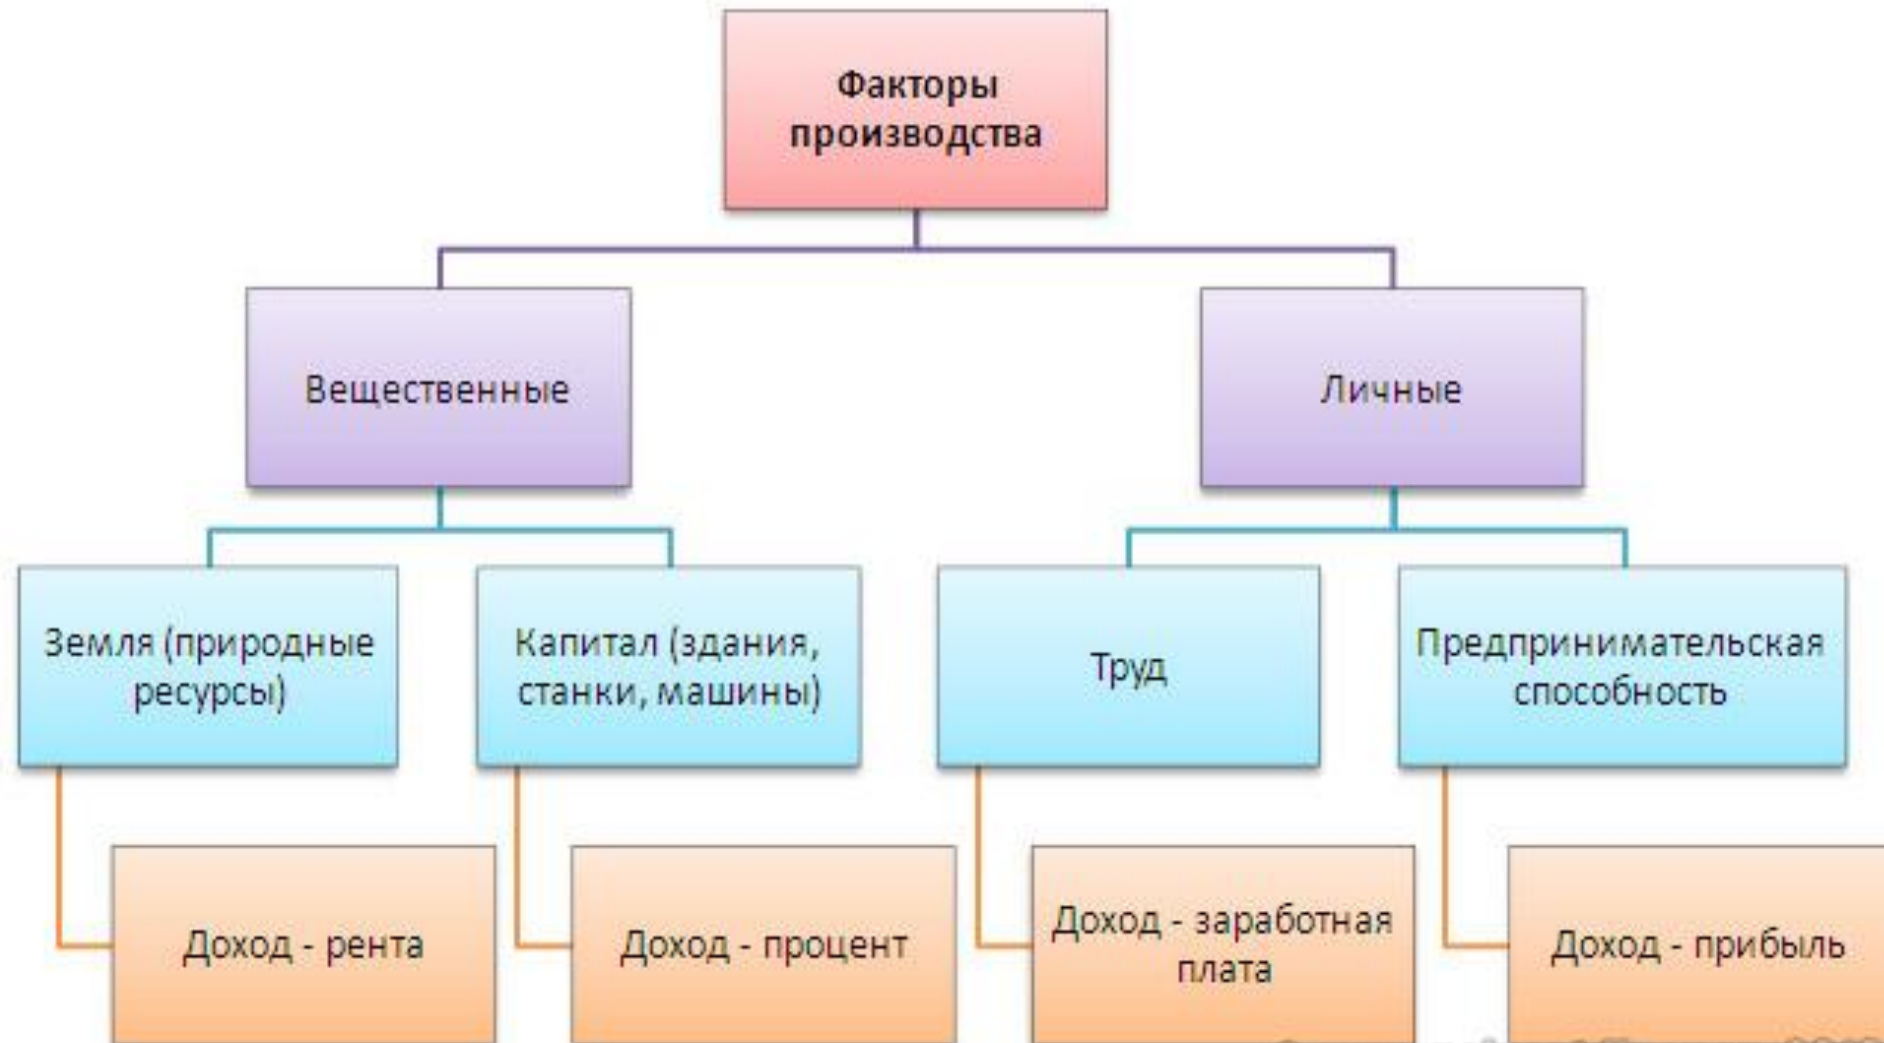 Факторы
производства
Вещественные
Личные
Земля (природные
ресурсы)
Капитал (здания,
станки, машины)
Труд
Предпринимательская
способность
Доход - рента
Доход - процент
Доход - заработная
плата
Доход - прибыль